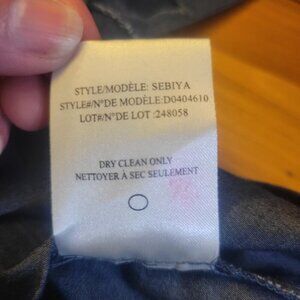 STYLE/MODÈLE: SEBIYA
STYLE#/N°DE MODÈLE:D0404610
LOT#/N°DE LOT :248058
DRY CLEAN ONLY
NETTOYER À SEC SEULEMENT